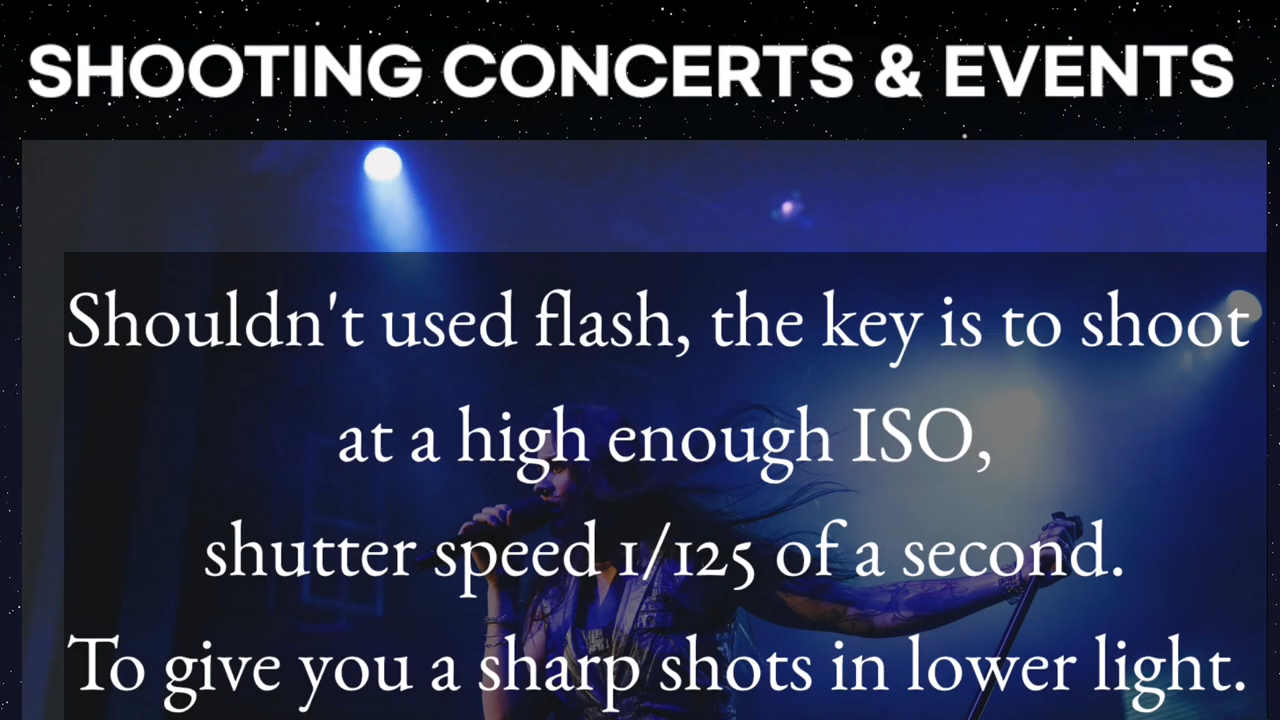 SHOOTING CONCERTS & EVENTS
Shouldn't used flash, the key is to shoot
at a high enough ISO,
shutter speed 1/125 of a second.
To give you a sharp shots in lower light.